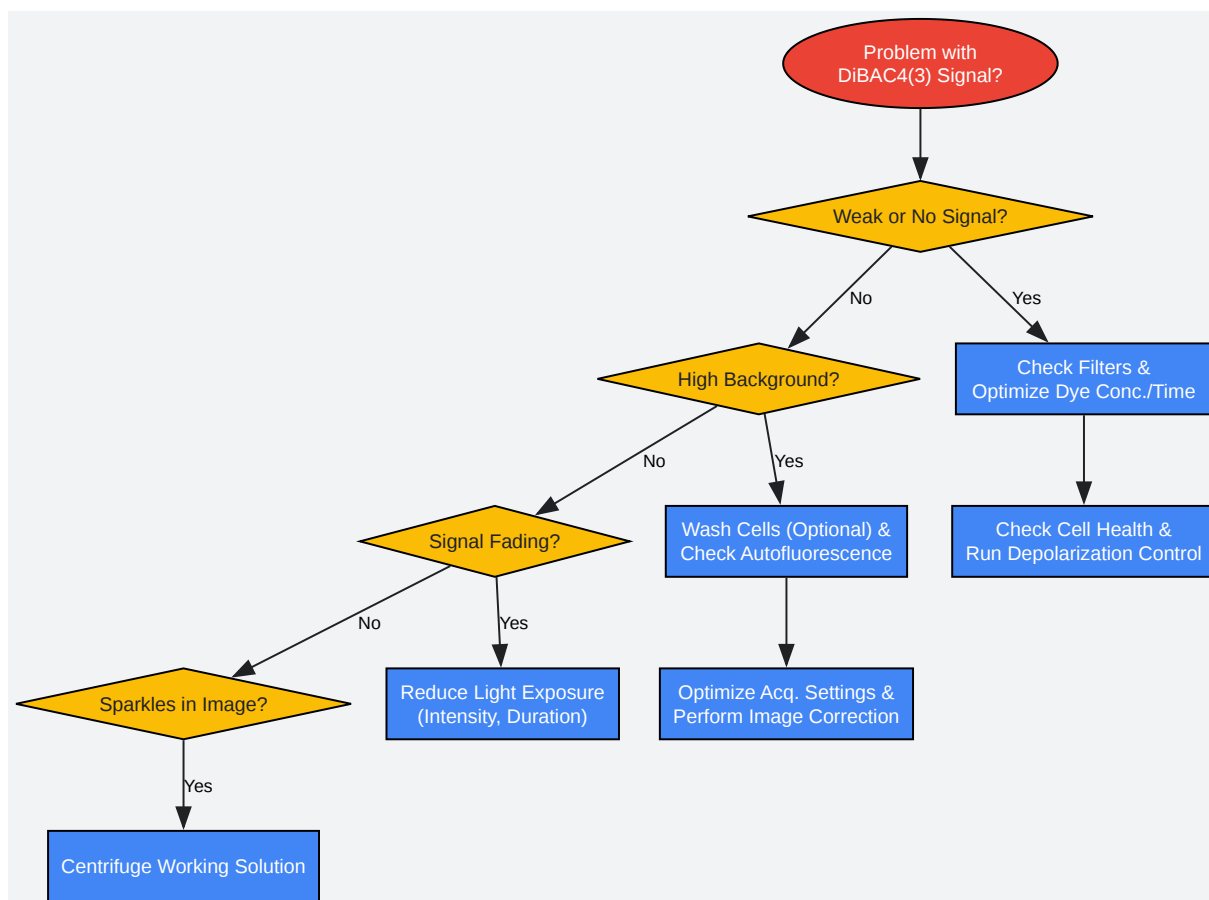 Problem with
DiBAC4(3) Signal?
Weak or No Signal?
No
Yes
High Background?
Check Filters &
Optimize Dye Conc./Time
No
Yes
Signal Fading?
Wash Cells (Optional) &
Check Autofluorescence
Check Cell Health &
Run Depolarization Control
No
Yes
Sparkles in Image?
Reduce Light Exposure
(Intensity, Duration)
Optimize Acq. Settings &
Perform Image Correction
Yes
Centrifuge Working Solution